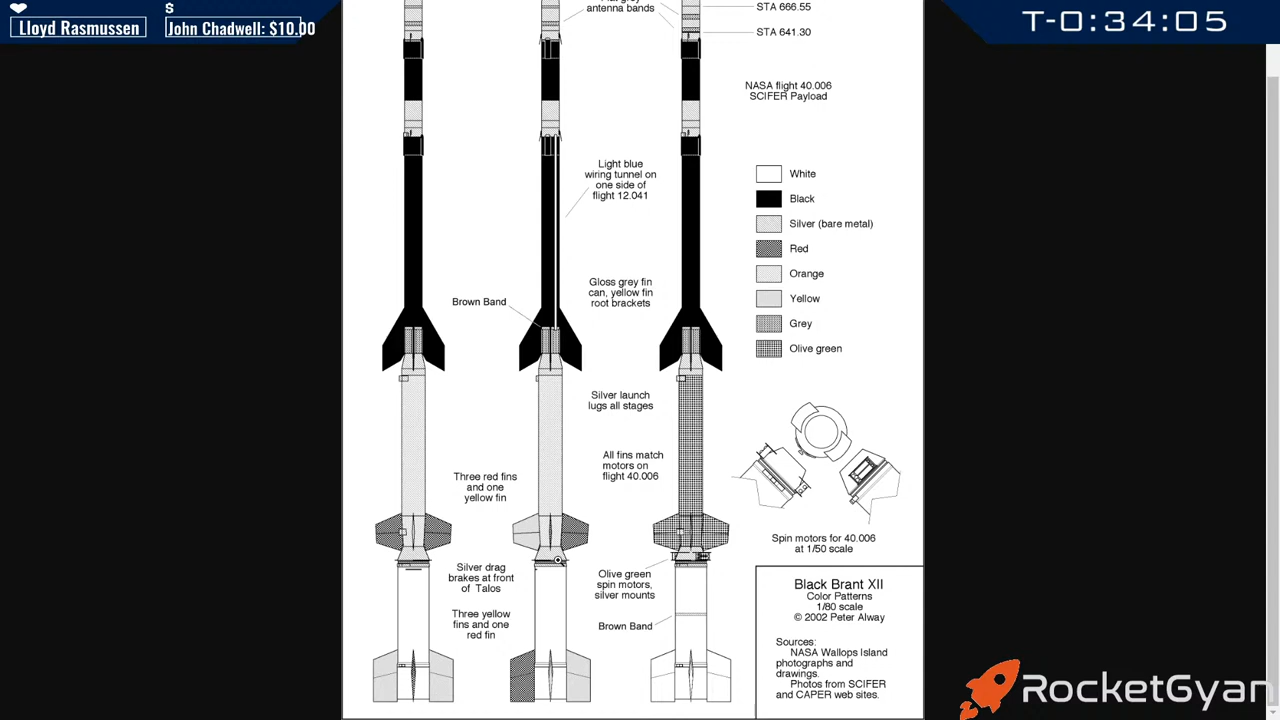 Lloyd Rasmussen
$
John Chadwell: $10.00
T-0:34:05
antenna bands
STA 666.55
STA 641.30
NASA flight 40.006
SCIFER Payload
Light blue
wiring tunnel on
one side of
flight 12.041
White
Black
Silver (bare metal)
Red
Orange
Yellow
Grey
Olive green
Gloss grey fin
can, yellow fin
root brackets
Brown Band
Silver launch
lugs all stages
All fins match
motors on
flight 40.006
Three red fins
and one
yellow fin
Spin motors for 40.006
at 1/50 scale
Silver drag
brakes at front
of Talos
Olive green
spin motors,
silver mounts
Three yellow
fins and one
red fin
Brown Band
Black Brant XII
Color Patterns
1/80 scale
© 2002 Peter Alway
Sources:
NASA Wallops Island
photographs and
drawings.
Photos from SCIFER
and CAPER web sites.
RocketGyan